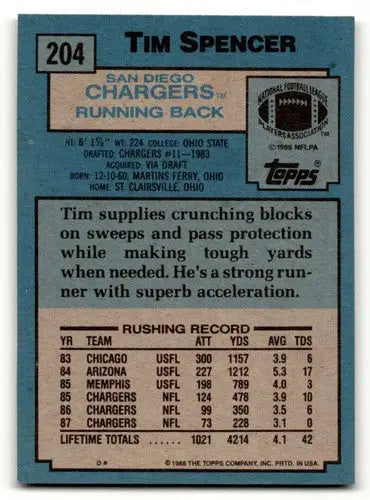 204
TIM SPENCER
SAN DIEGO
CHARGERS™
RUNNING BACK
NATIONAL FOOTBALL LEAGUE
PLAYERS ASSOCIATION
©1988 NFLPA
TOPPS®
HT: 6' 1½" WT: 224 COLLEGE: OHIO STATE
DRAFTED: CHARGERS #11—1983
ACQUIRED: VIA DRAFT
BORN: 12-10-60, MARTINS FERRY, OHIO
HOME: ST CLAIRSVILLE, OHIO
Tim supplies crunching blocks
on sweeps and pass protection
while making tough yards
when needed. He's a strong run-
ner with superb acceleration.
RUSHING RECORD
YR TEAM ATT YDS AVG TDS
83 CHICAGO USFL 300 1157 3.9 6
84 ARIZONA USFL 227 1212 5.3 17
85 MEMPHIS USFL 198 789 4.0 3
85 CHARGERS NFL 124 478 3.9 10
86 CHARGERS NFL 99 350 3.5 6
87 CHARGERS NFL 73 228 3.1 0
LIFETIME TOTALS ...... 1021 4214 4.1 42
D* ©1988 THE TOPPS COMPANY, INC. PRTD. IN USA.